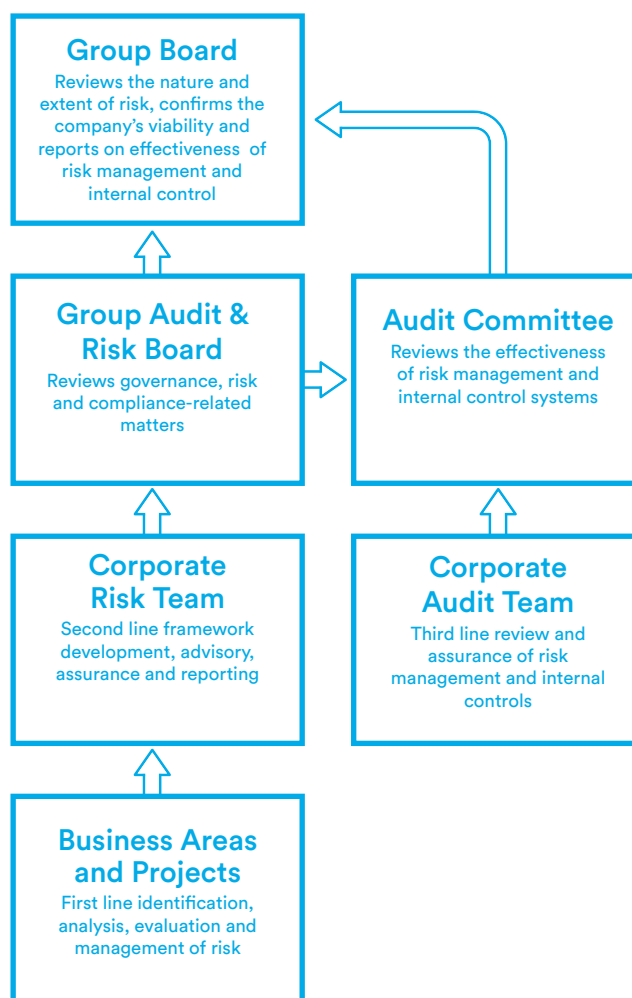 Group Board
Reviews the nature and
extent of risk, confirms the
company’s viability and
reports on effectiveness of
risk management and
internal control
Group Audit &
Risk Board
Reviews governance, risk
and compliance-related
matters
Audit Committee
Reviews the effectiveness
of risk management and
internal control systems
Corporate
Risk Team
Second line framework
development, advisory,
assurance and reporting
Corporate
Audit Team
Third line review and
assurance of risk
management and internal
controls
Business Areas
and Projects
First line identification,
analysis, evaluation and
management of risk